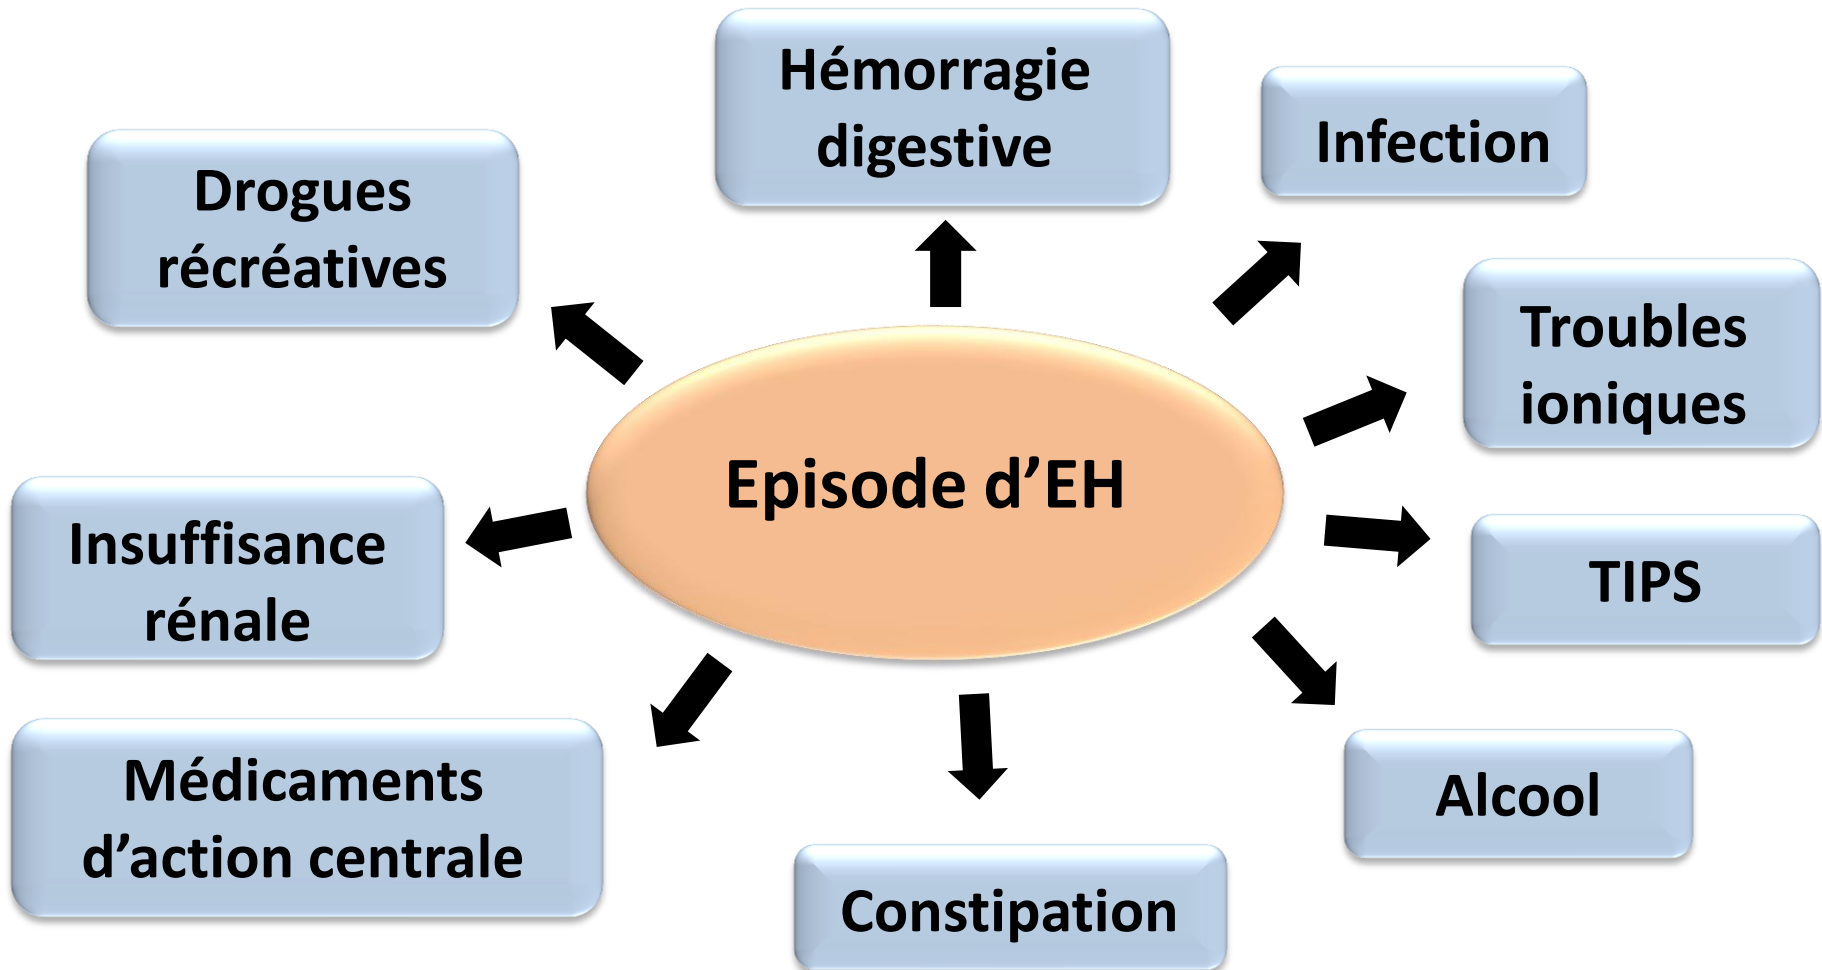 Hémorragie
digestive
Infection
Drogues
récréatives
Troubles
ioniques
Episode d’EH
Insuffisance
rénale
TIPS
Médicaments
d’action centrale
Alcool
Constipation